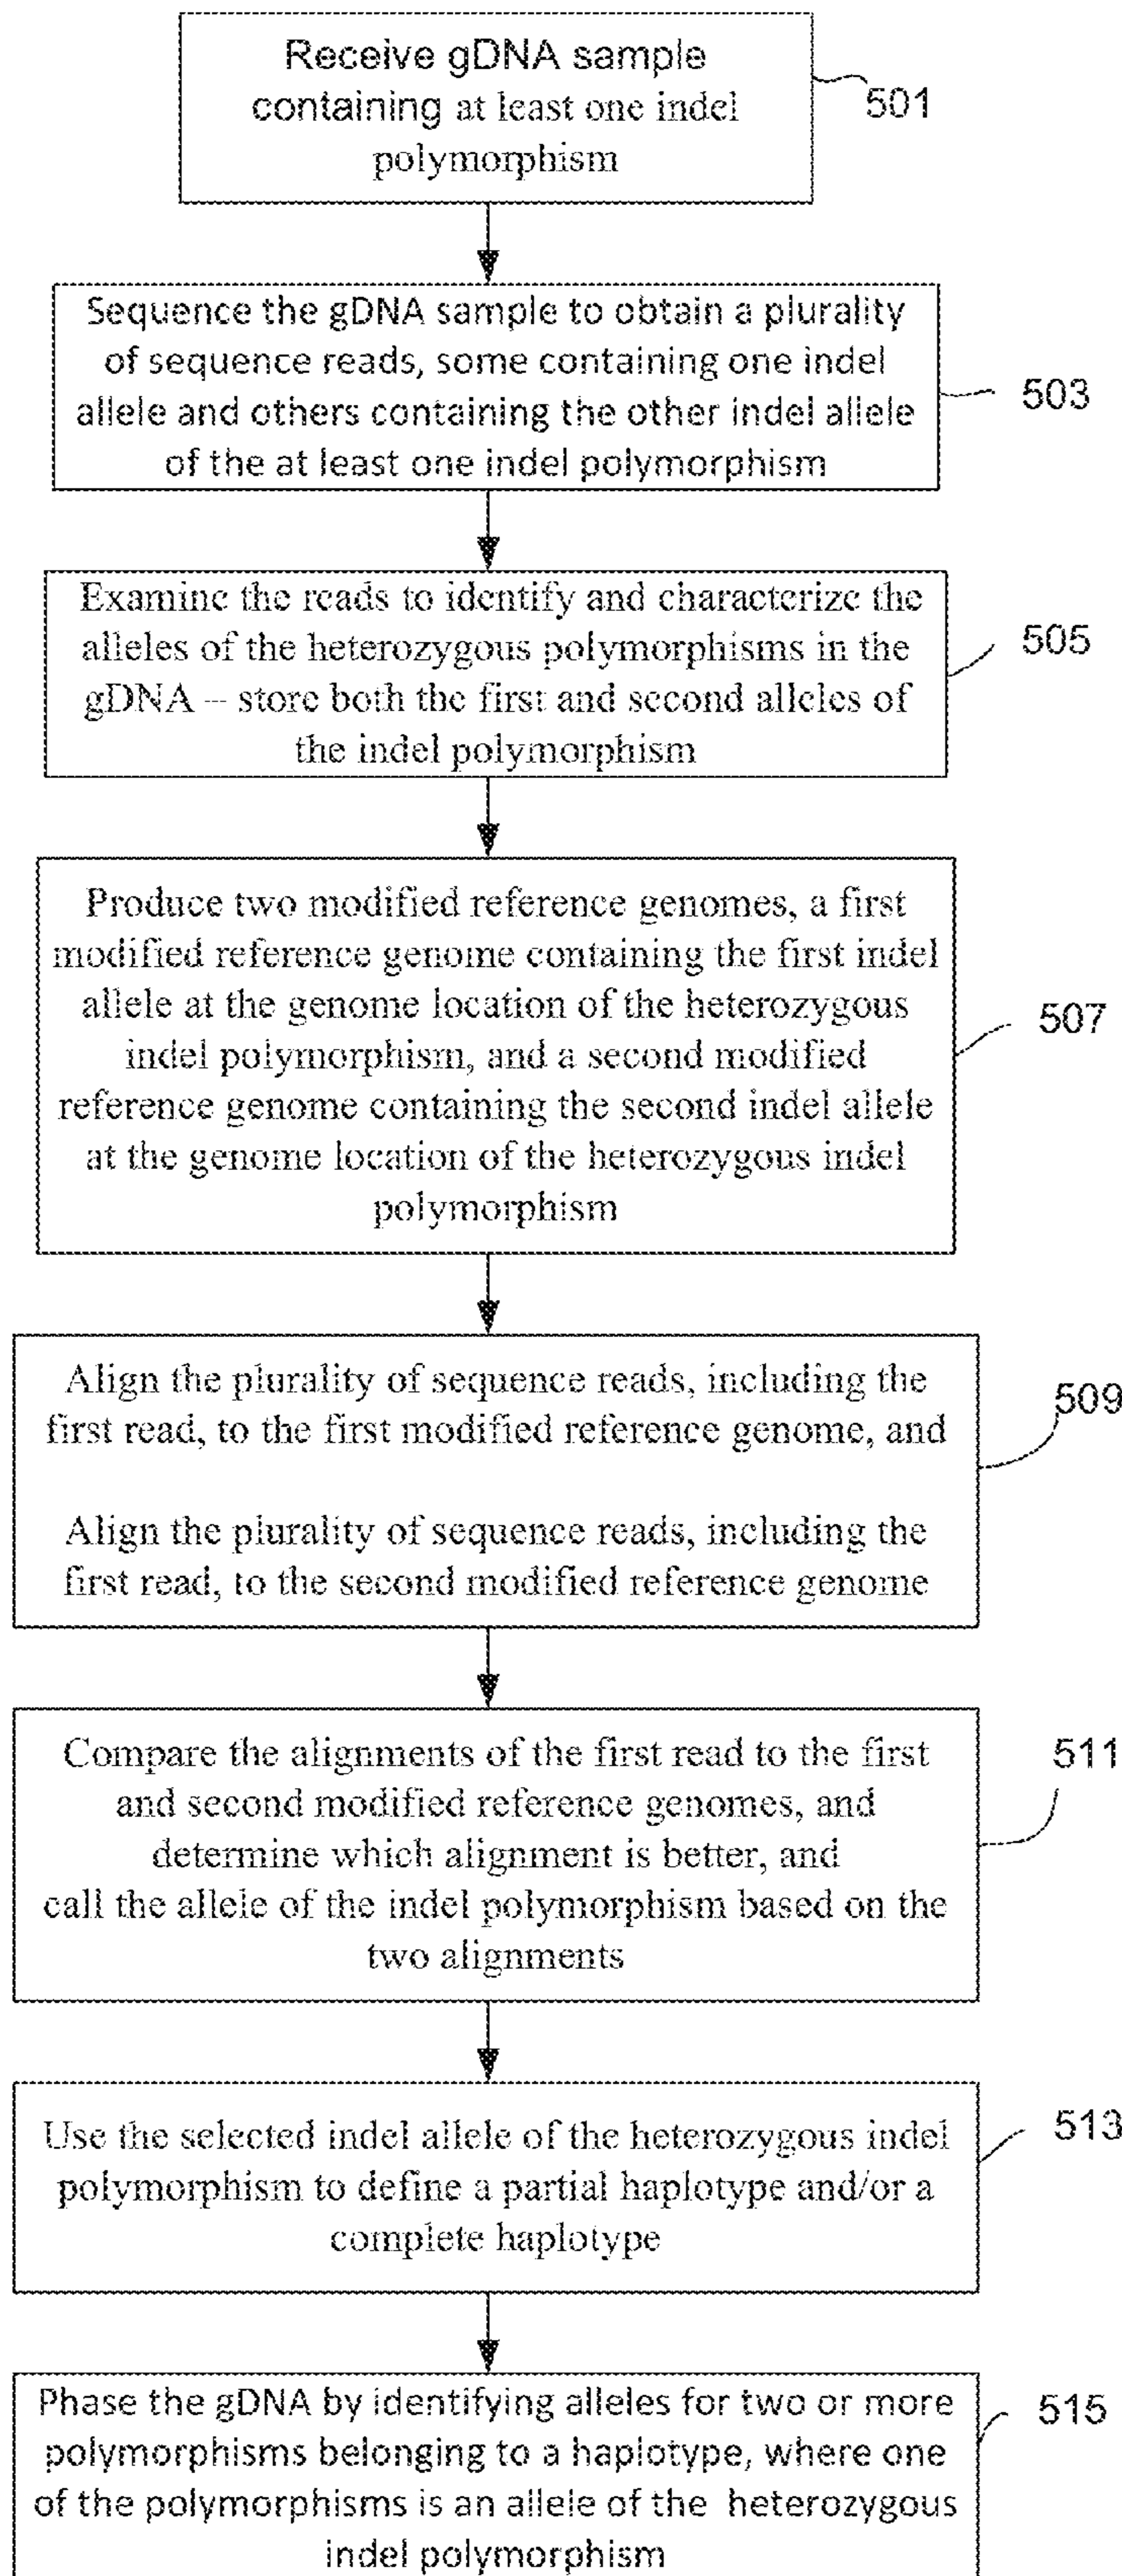 Receive gDNA sample
containing at least one indel
polymorphism
501
Sequence the gDNA sample to obtain a plurality
of sequence reads, some containing one indel
allele and others containing the other indel allele
of the at least one indel polymorphism
503
Examine the reads to identify and characterize the
alleles of the heterozygous polymorphisms in the
gDNA -- store both the first and second alleles of
the indel polymorphism
505
Produce two modified reference genomes, a first
modified reference genome containing the first indel
allele at the genome location of the heterozygous
indel polymorphism, and a second modified
reference genome containing the second indel allele
at the genome location of the heterozygous indel
polymorphism
507
Align the plurality of sequence reads, including the
first read, to the first modified reference genome, and
Align the plurality of sequence reads, including the
first read, to the second modified reference genome
509
Compare the alignments of the first read to the first
and second modified reference genomes, and
determine which alignment is better, and
call the allele of the indel polymorphism based on the
two alignments
511
Use the selected indel allele of the heterozygous indel
polymorphism to define a partial haplotype and/or a
complete haplotype
513
Phase the gDNA by identifying alleles for two or more
polymorphisms belonging to a haplotype, where one
of the polymorphisms is an allele of the heterozygous
indel polymorphism
515